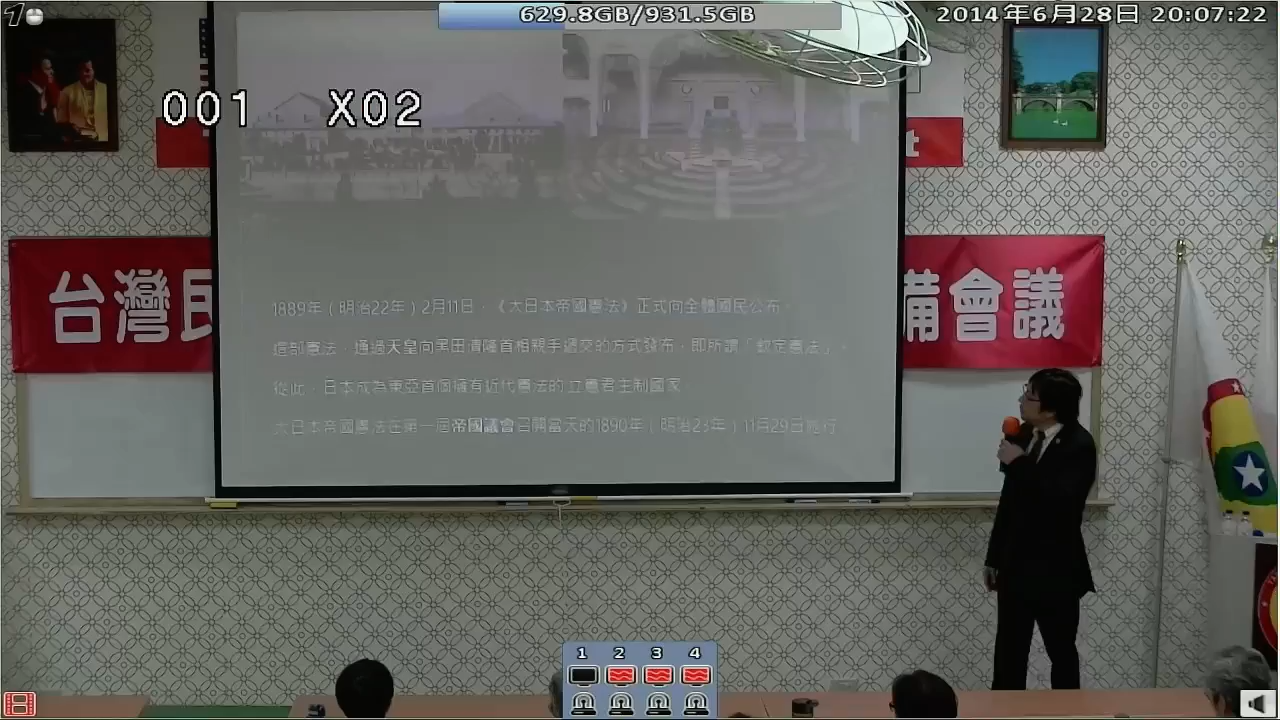 629.8GB/931.5GB
2014年6月28日 20:07:22
001 X02
t
台灣民
備會議
1889年（明治22年）2月11日，《大日本帝國憲法》正式向全體國民公布。
這部憲法，通過天皇向黑田清隆首相親手遞交的方式發布，即所謂「欽定憲法」。
從此，日本成為東亞首個擁有近代憲法的立憲君主制國家
大日本帝國憲法在第一屆帝國議會召開當天的1890年（明治23年）11月29日施行
1 2 3 4